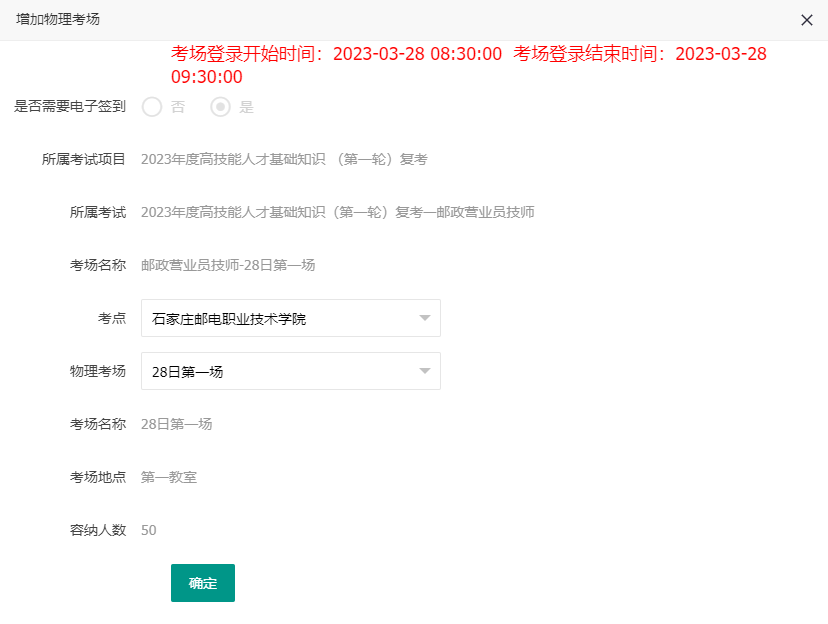 增加物理考场
考场登录开始时间：2023-03-28 08:30:00 考场登录结束时间：2023-03-28
09:30:00
是否需要电子签到 否 是
所属考试项目 2023年度高技能人才基础知识 （第一轮）复考
所属考试 2023年度高技能人才基础知识（第一轮）复考—邮政营业员技师
考场名称 邮政营业员技师-28日第一场
考点 石家庄邮电职业技术学院
物理考场 28日第一场
考场名称 28日第一场
考场地点 第一教室
容纳人数 50
确定